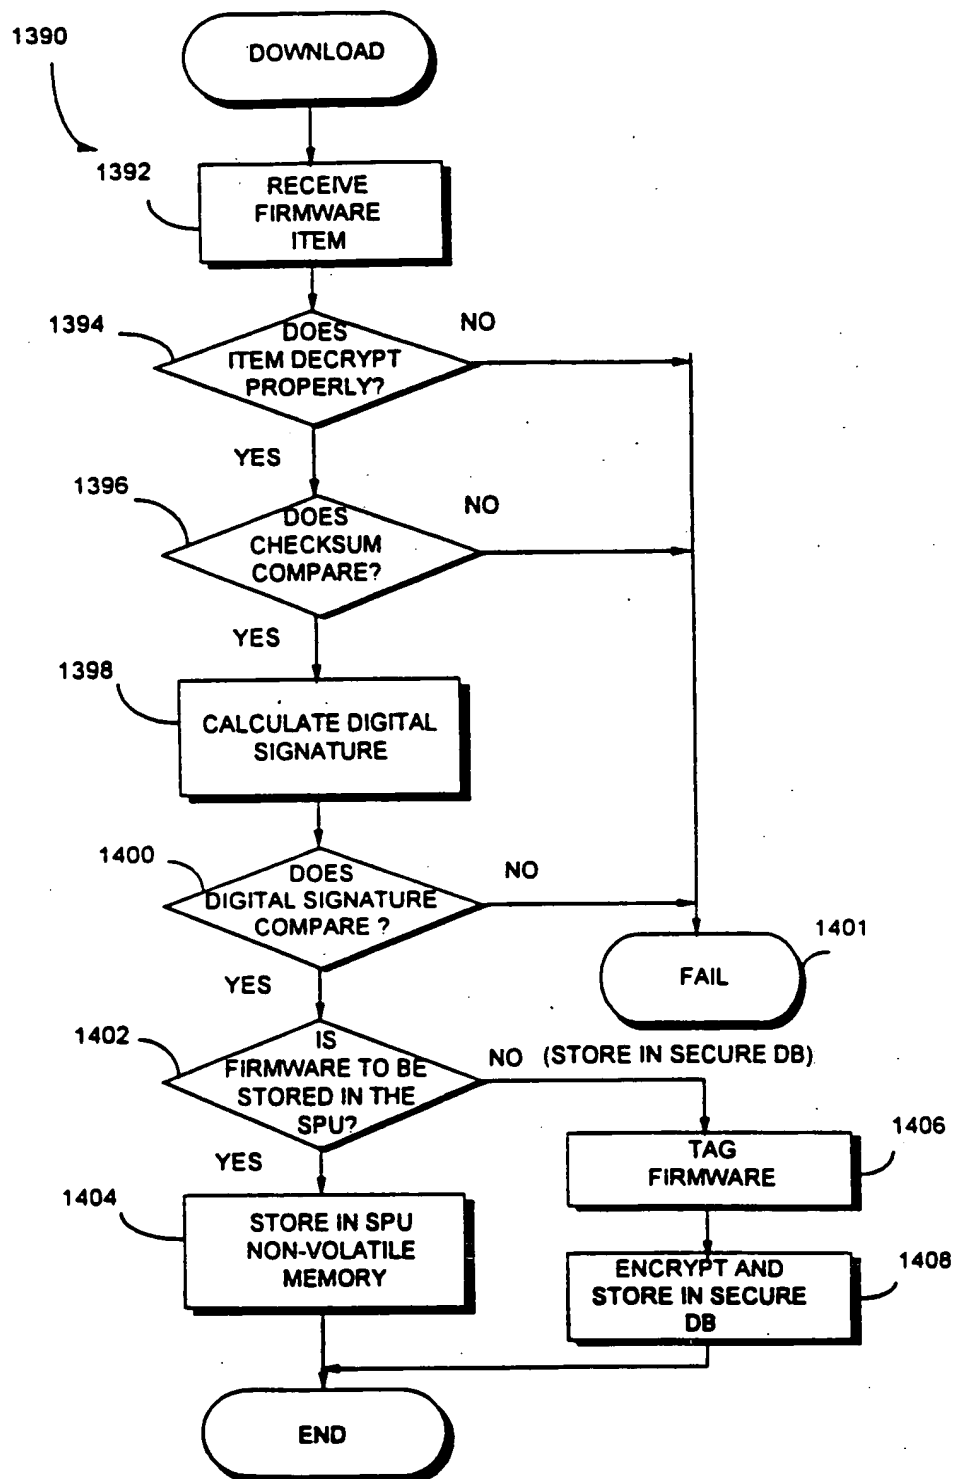 1390
DOWNLOAD
1392
RECEIVE
FIRMWARE
ITEM
1394
DOES
ITEM DECRYPT
PROPERLY?
NO
YES
1396
DOES
CHECKSUM
COMPARE?
NO
YES
1398
CALCULATE DIGITAL
SIGNATURE
1400
DOES
DIGITAL SIGNATURE
COMPARE ?
NO
1401
FAIL
YES
1402
IS
FIRMWARE TO BE
STORED IN THE
SPU?
NO (STORE IN SECURE DB)
1406
TAG
FIRMWARE
YES
1404
STORE IN SPU
NON-VOLATILE
MEMORY
1408
ENCRYPT AND
STORE IN SECURE
DB
END